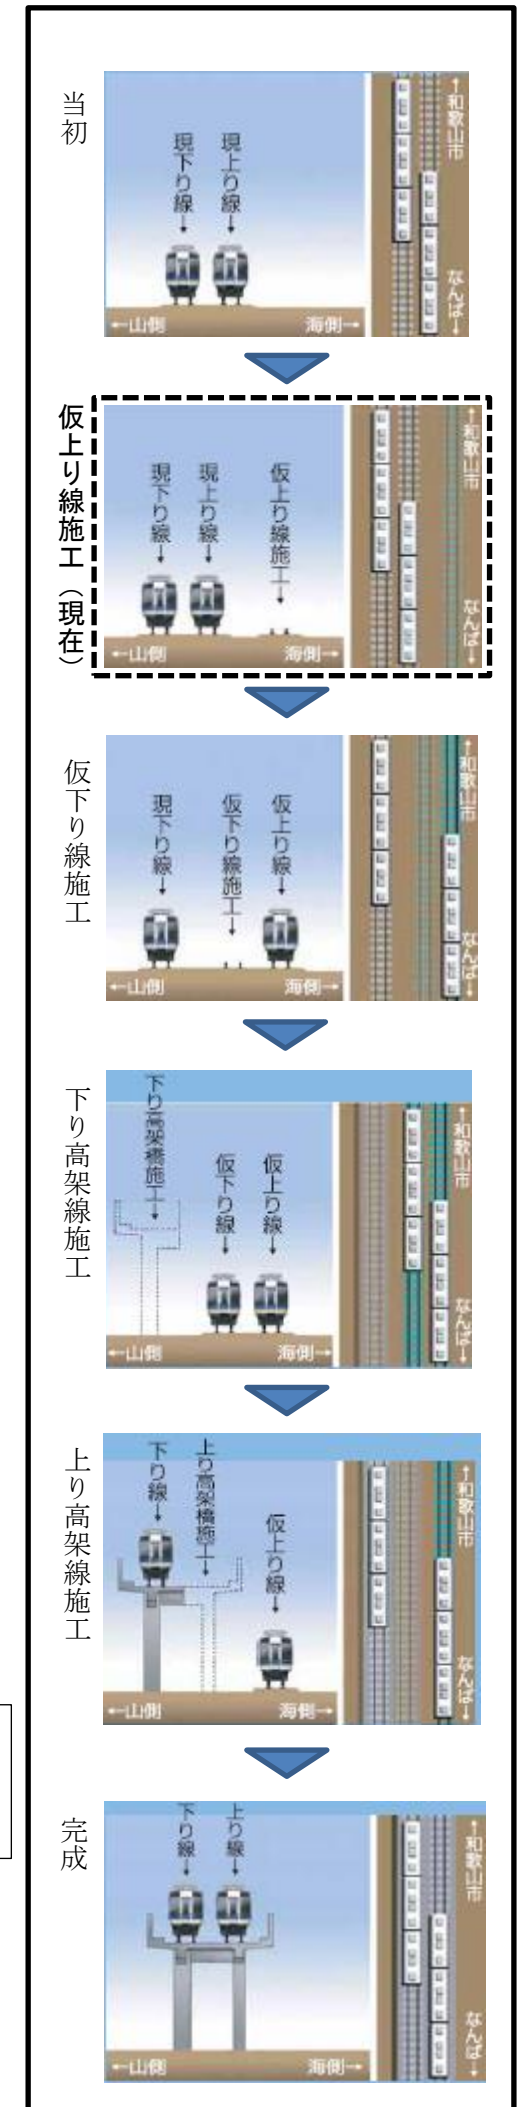 当初
現下り線→
現上り線→
←山側
海側→
↑和歌山市
なんば↓
仮上り線施工（現在）
現下り線→
現上り線→
仮上り線施工→
←山側
海側→
↑和歌山市
なんば↓
仮下り線施工
現下り線→
仮下り線施工→
仮上り線→
←山側
海側→
↑和歌山市
なんば↓
下り高架線施工
下り高架橋施工→
仮下り線→
仮上り線→
←山側
海側→
↑和歌山市
なんば↓
上り高架線施工
下り線→
上り高架橋施工→
仮上り線→
←山側
海側→
↑和歌山市
なんば↓
完成
下り線→
上り線→
←山側
海側→
↑和歌山市
なんば↓